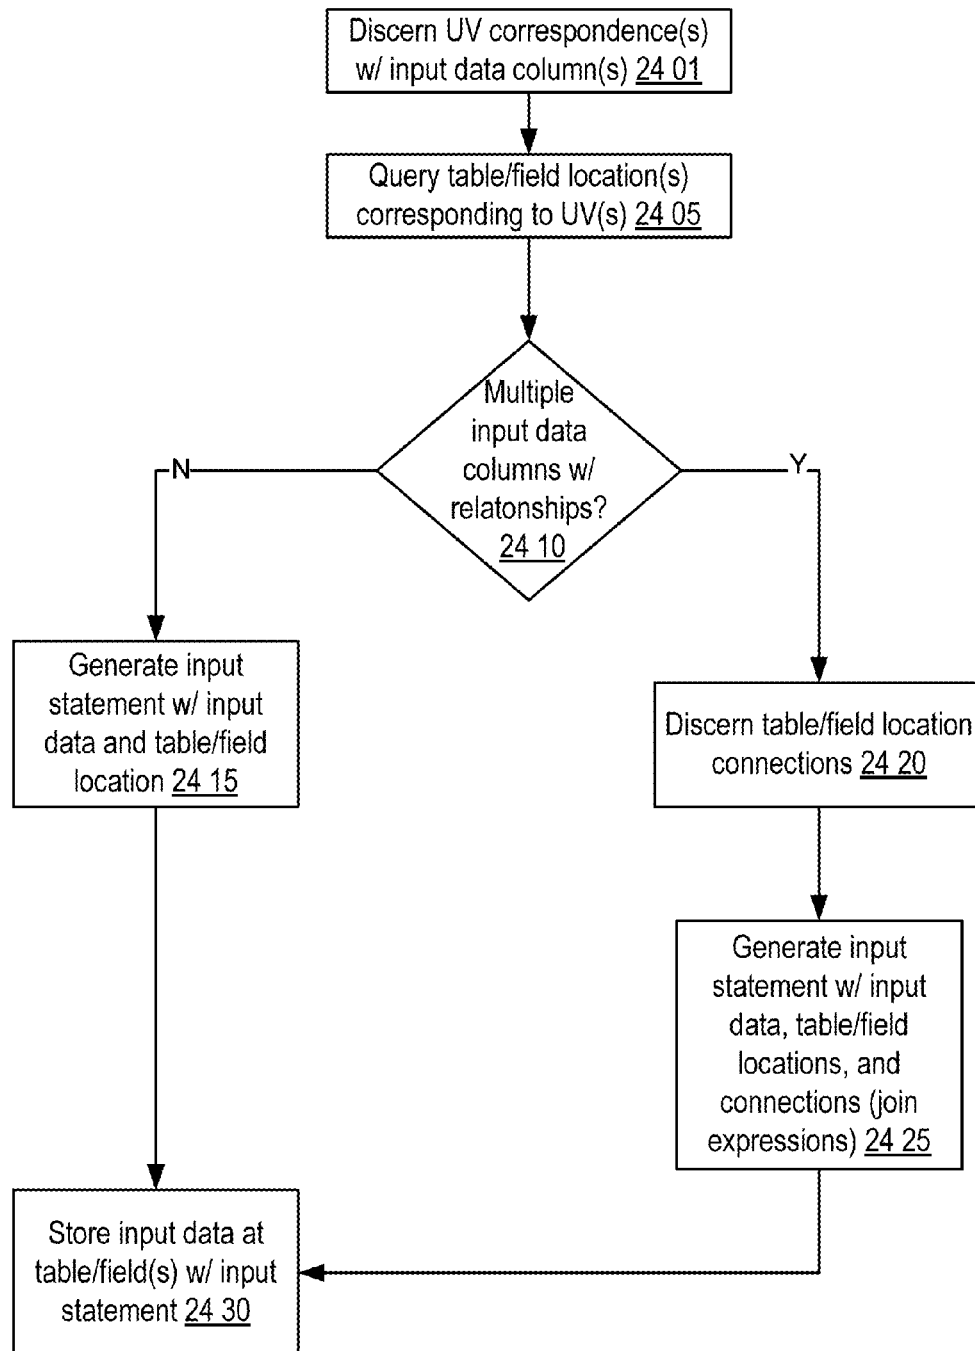 Discern UV correspondence(s)
w/ input data column(s) 24 01
Query table/field location(s)
corresponding to UV(s) 24 05
Multiple
input data
columns w/
relatonships?
24 10
N
Y
Generate input
statement w/ input
data and table/field
location 24 15
Discern table/field location
connections 24 20
Generate input
statement w/ input
data, table/field
locations, and
connections (join
expressions) 24 25
Store input data at
table/field(s) w/ input
statement 24 30